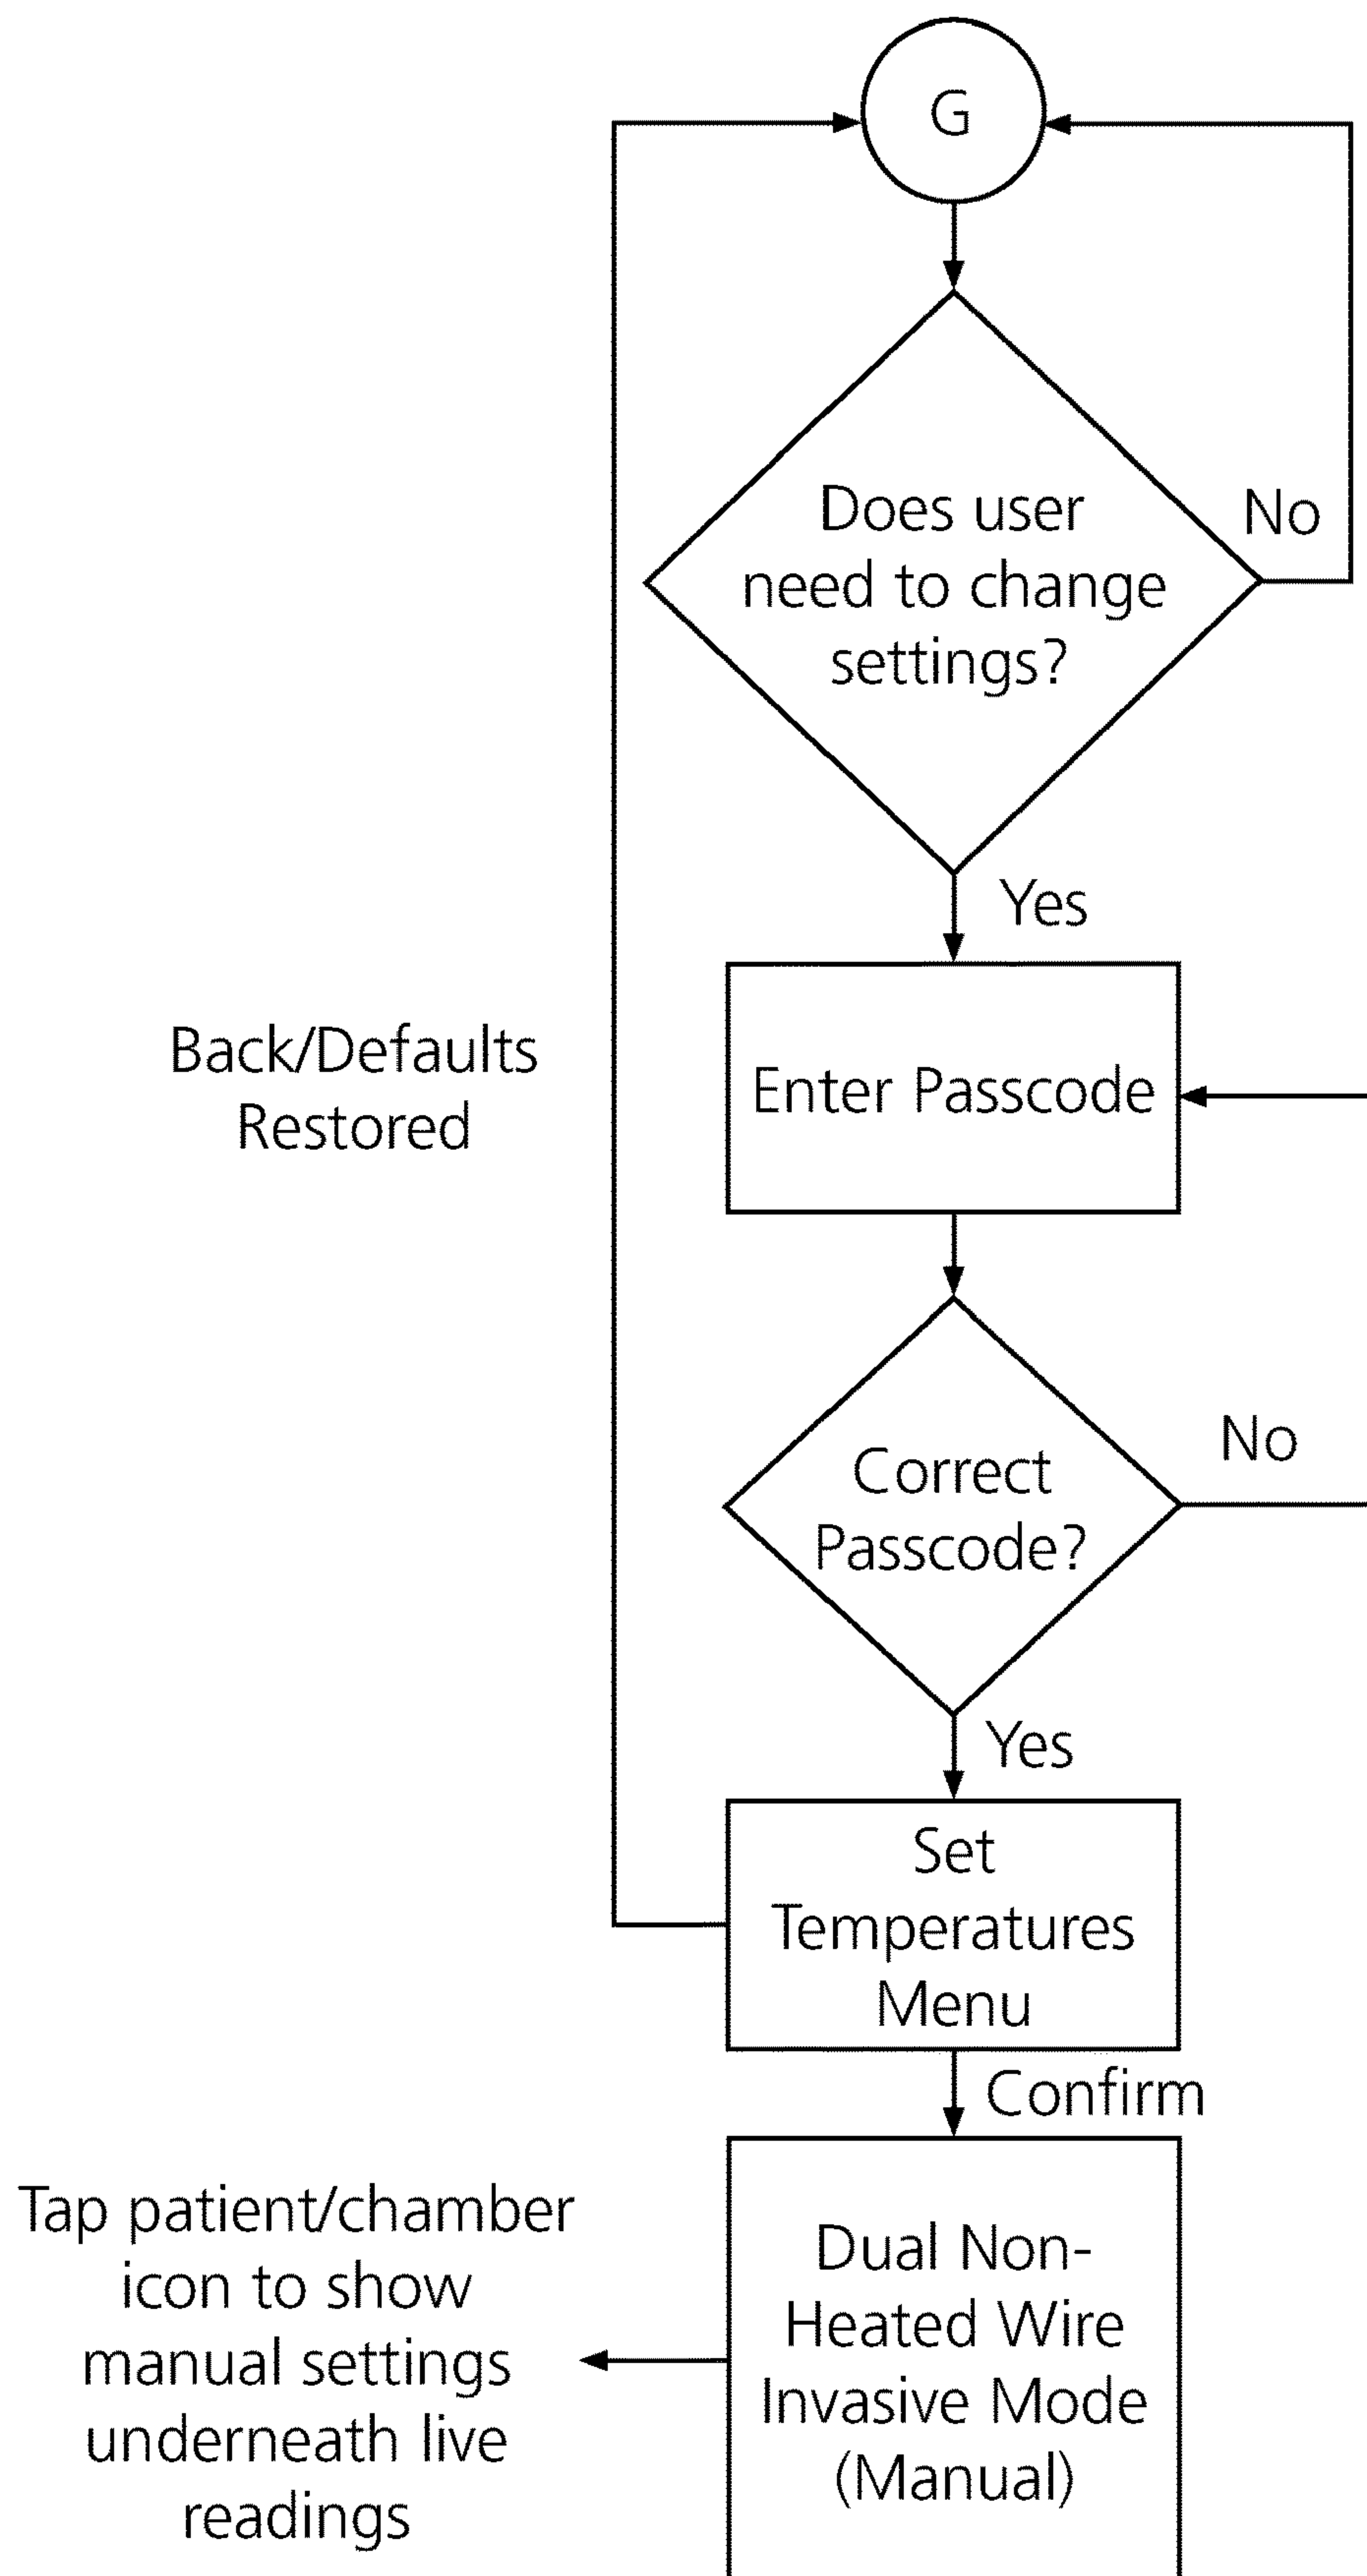 G
Does user
need to change
settings?
No
Yes
Back/Defaults
Restored
Enter Passcode
Correct
Passcode?
No
Yes
Set
Temperatures
Menu
Confirm
Tap patient/chamber
icon to show
manual settings
underneath live
readings
Dual Non-
Heated Wire
Invasive Mode
(Manual)